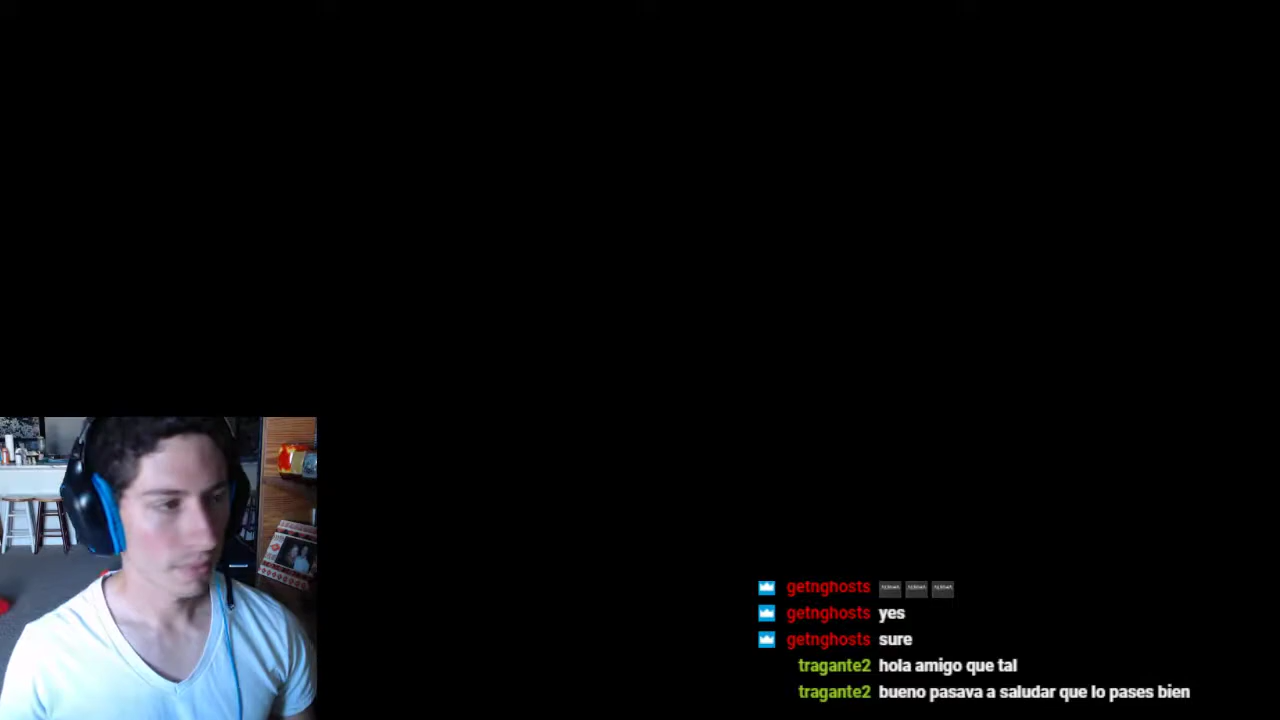 getnghosts
getnghosts yes
getnghosts sure
tragante2 hola amigo que tal
tragante2 bueno pasava a saludar que lo pases bien